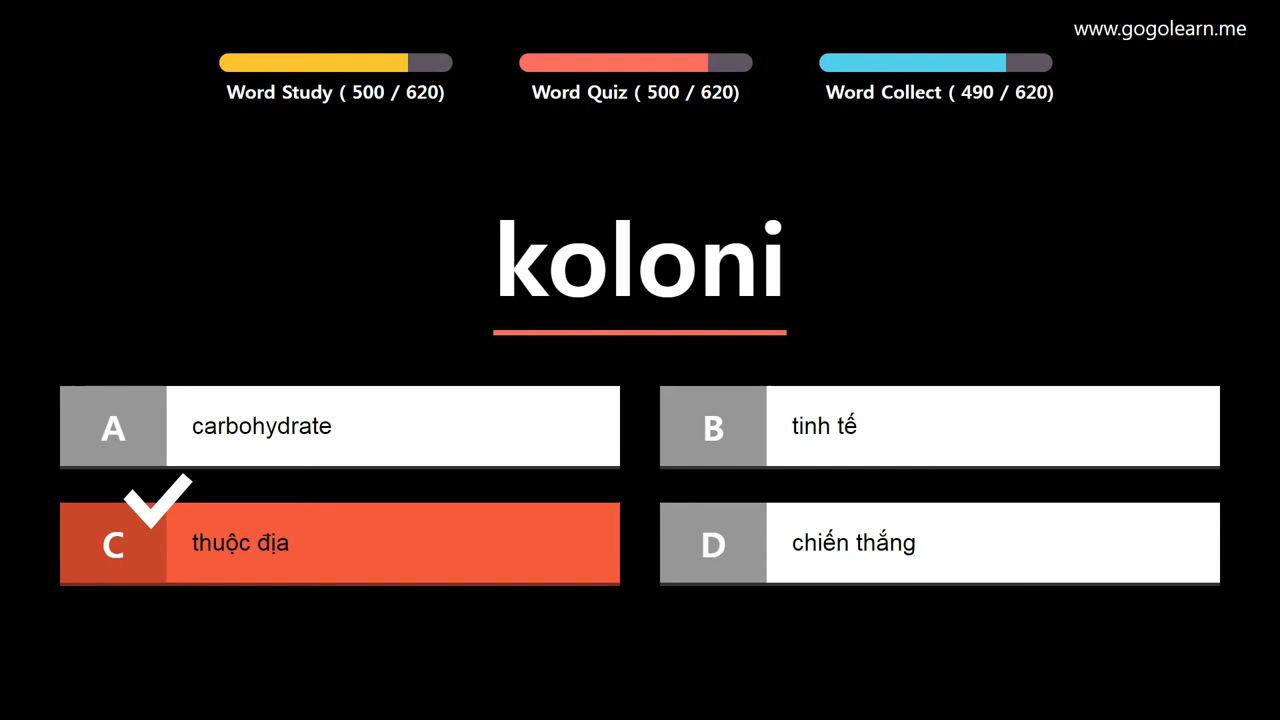 www.gogolearn.me
Word Study ( 500 / 620)
Word Quiz ( 500 / 620)
Word Collect ( 490 / 620)
koloni
A
carbohydrate
B
tinh tế
C
thuộc địa
D
chiến thắng